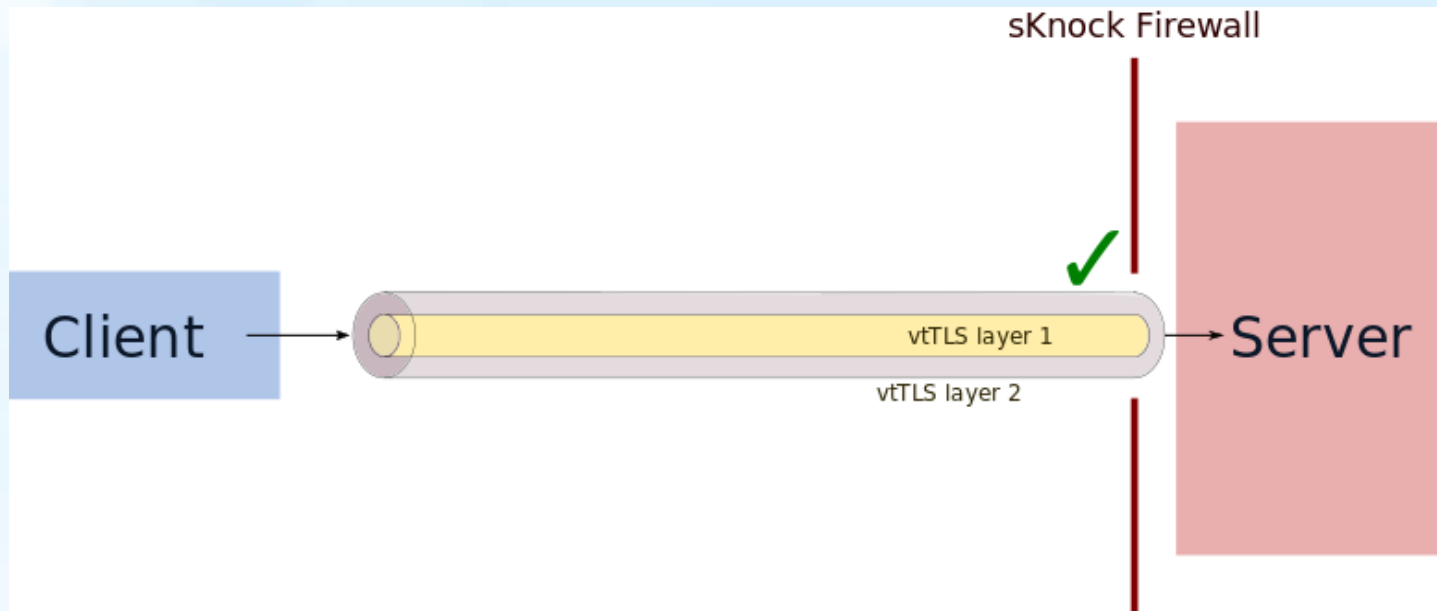 sKnock Firewall
Client
vtTLS layer 1
Server
vtTLS layer 2